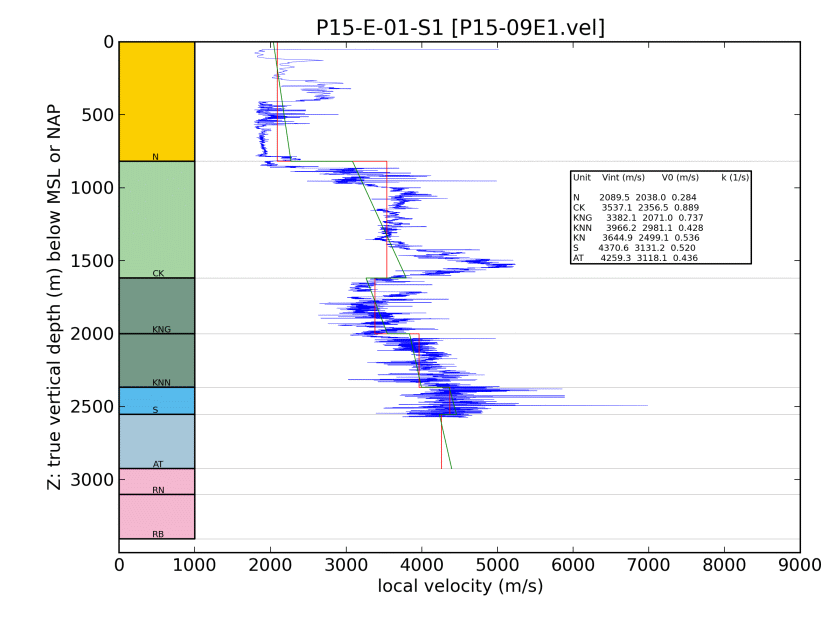 P15-E-01-S1 [P15-09E1.vel]
Z: true vertical depth (m) below MSL or NAP
0
500
1000
1500
2000
2500
3000
N
CK
KNG
KNN
S
AT
RN
RB
Unit Vint (m/s) V0 (m/s) k (1/s)
N 2089.5 2038.0 0.284
CK 3537.1 2356.5 0.889
KNG 3382.1 2071.0 0.737
KNN 3966.2 2981.1 0.428
KN 3644.9 2499.1 0.536
S 4370.6 3131.2 0.520
AT 4259.3 3118.1 0.436
0 1000 2000 3000 4000 5000 6000 7000 8000 9000
local velocity (m/s)